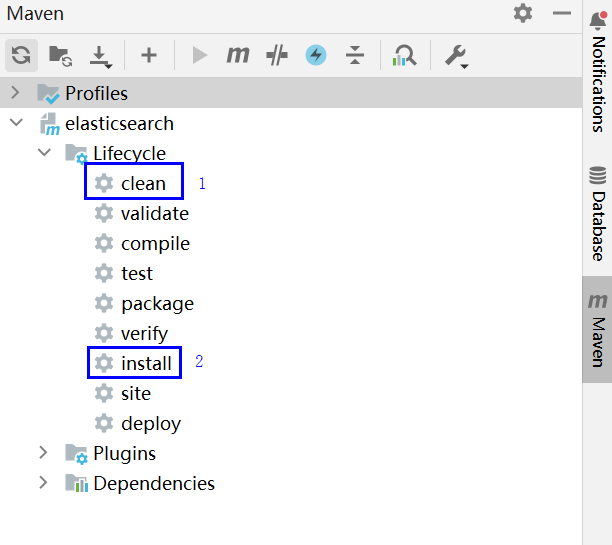 Maven
m
Profiles
elasticsearch
Lifecycle
clean 1
validate
compile
test
package
verify
install 2
site
deploy
Plugins
Dependencies
Notifications
Database
m Maven